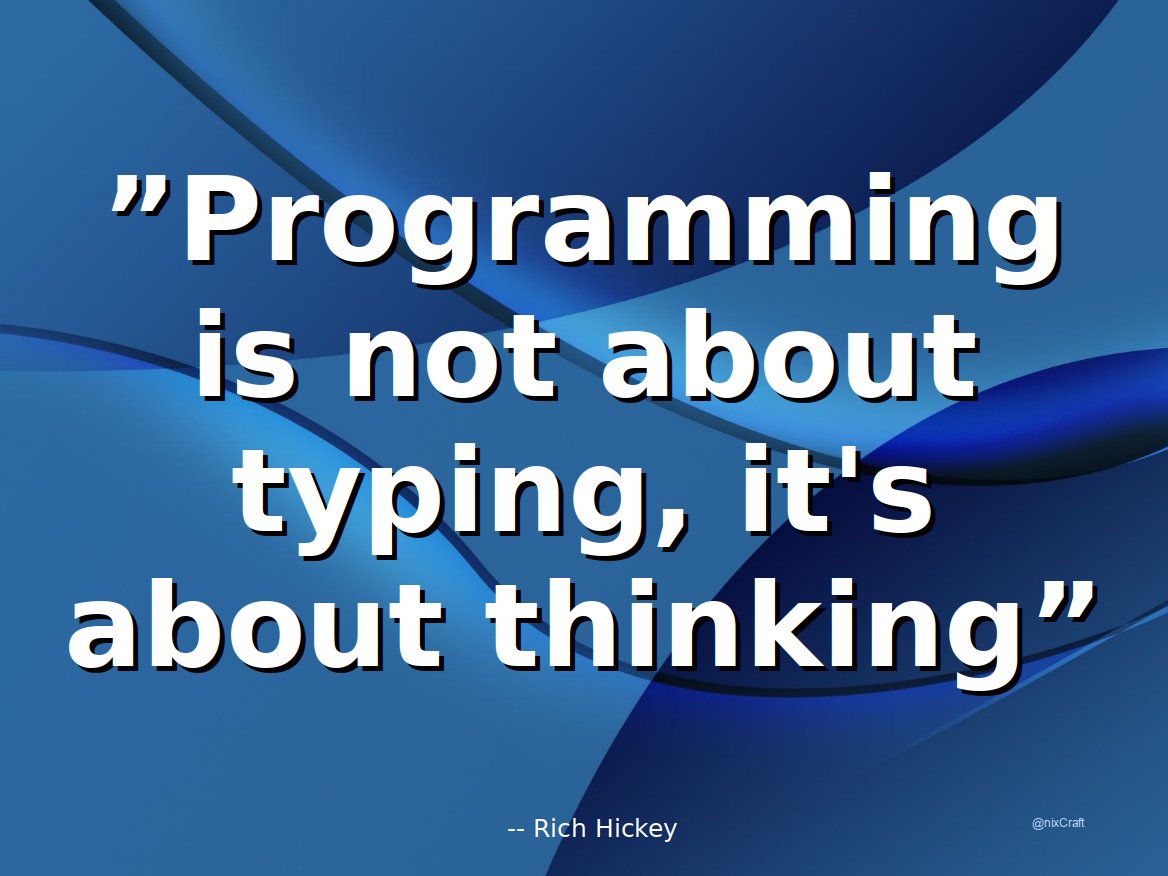 ”Programming
is not about
typing, it's
about thinking”
-- Rich Hickey
@nixCraft